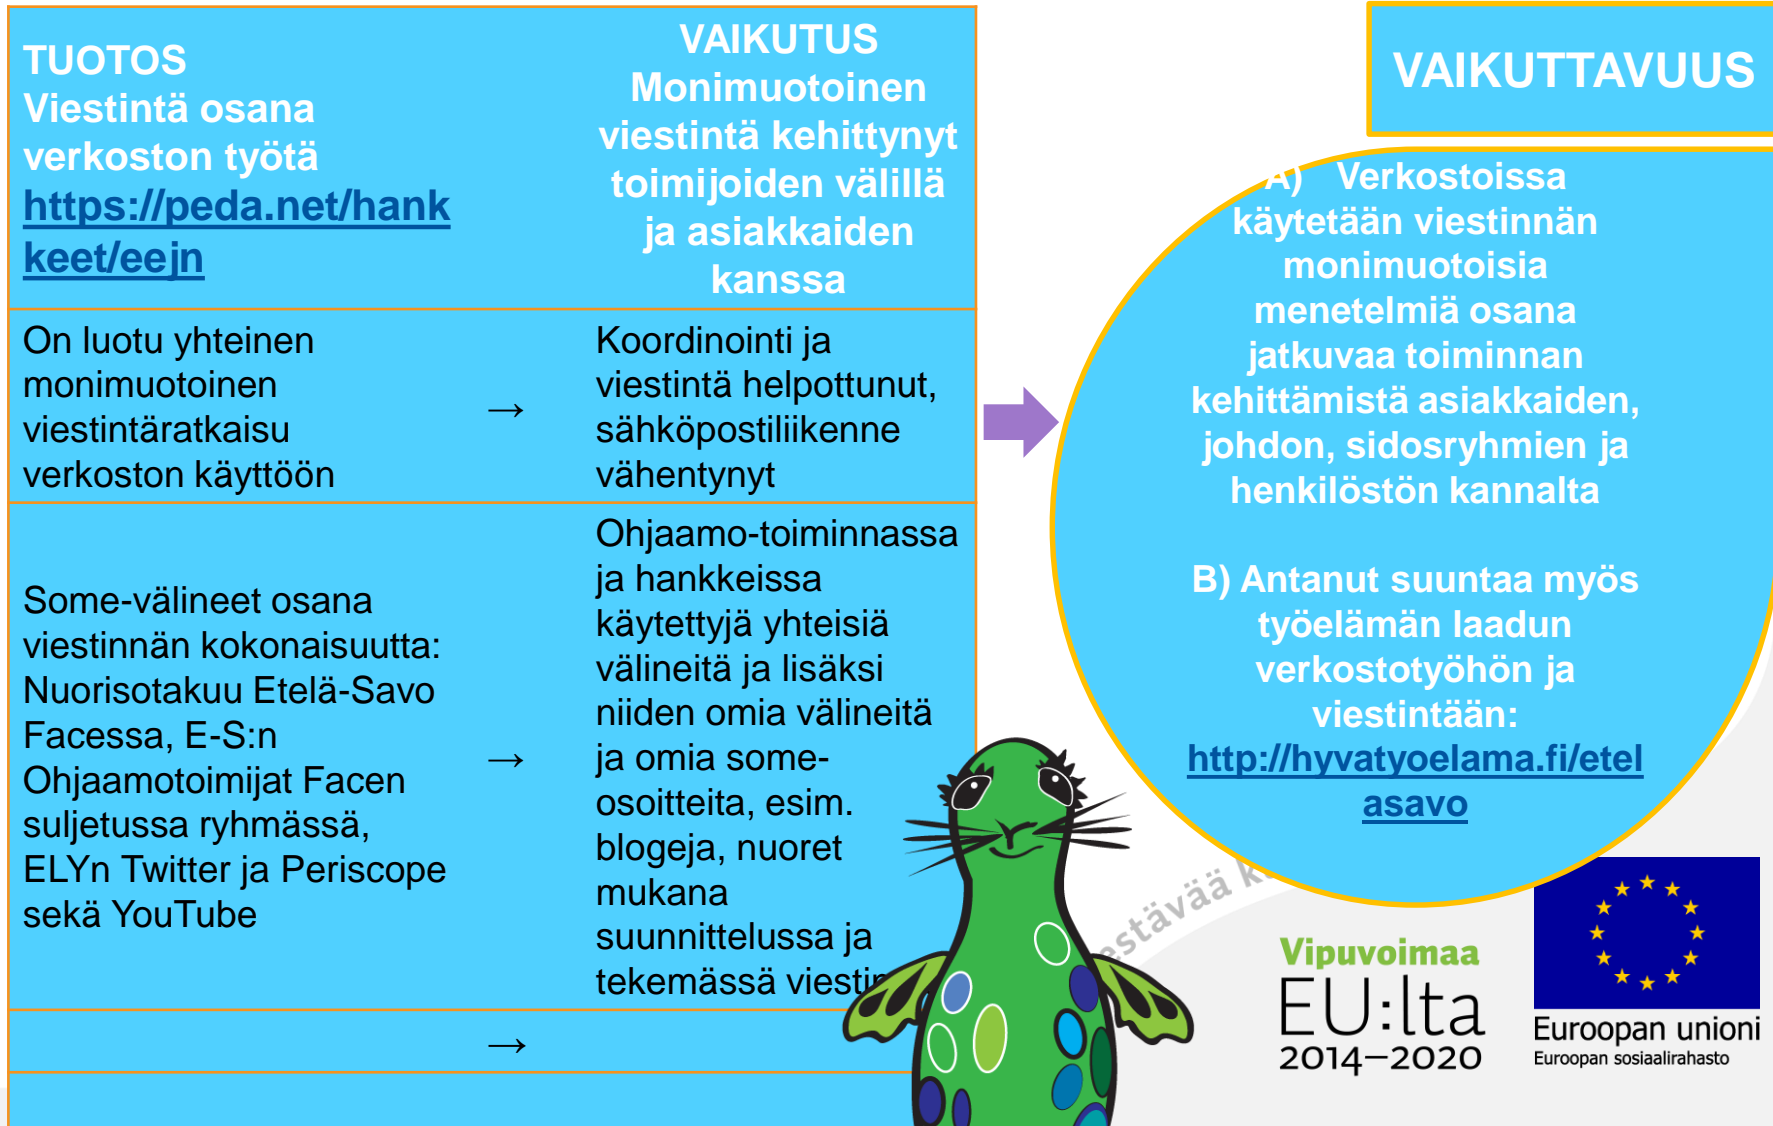 TUOTOS
Viestintä osana
verkoston työtä
https://peda.net/hank
keet/eejn
VAIKUTUS
Monimuotoinen
viestintä kehittynyt
toimijoiden välillä
ja asiakkaiden
kanssa
On luotu yhteinen
monimuotoinen
viestintäratkaisu
verkoston käyttöön
→
Koordinointi ja
viestintä helpottunut,
sähköpostiliikenne
vähentynyt
Some-välineet osana
viestinnän kokonaisuutta:
Nuorisotakuu Etelä-Savo
Facessa, E-S:n
Ohjaamotoimijat Facen
suljetussa ryhmässä,
ELYn Twitter ja Periscope
sekä YouTube
→
Ohjaamo-toiminnassa
ja hankkeissa
käytettyjä yhteisiä
välineitä ja lisäksi
niiden omia välineitä
ja omia some-
osoitteita, esim.
blogeja, nuoret
mukana
suunnittelussa ja
tekemässä
→
VAIKUTTAVUUS
A) Verkostoissa
käytetään viestinnän
monimuotoisia
menetelmiä osana
jatkuvaa toiminnan
kehittämistä asiakkaiden,
johdon, sidosryhmien ja
henkilöstön kannalta
B) Antanut suuntaa myös
työelämän laadun
verkostotyöhön ja
viestintään:
http://hyvatyoelama.fi/etel
asavo
Vipuvoimaa
EU:lta
2014–2020
Euroopan unioni
Euroopan sosiaalirahasto